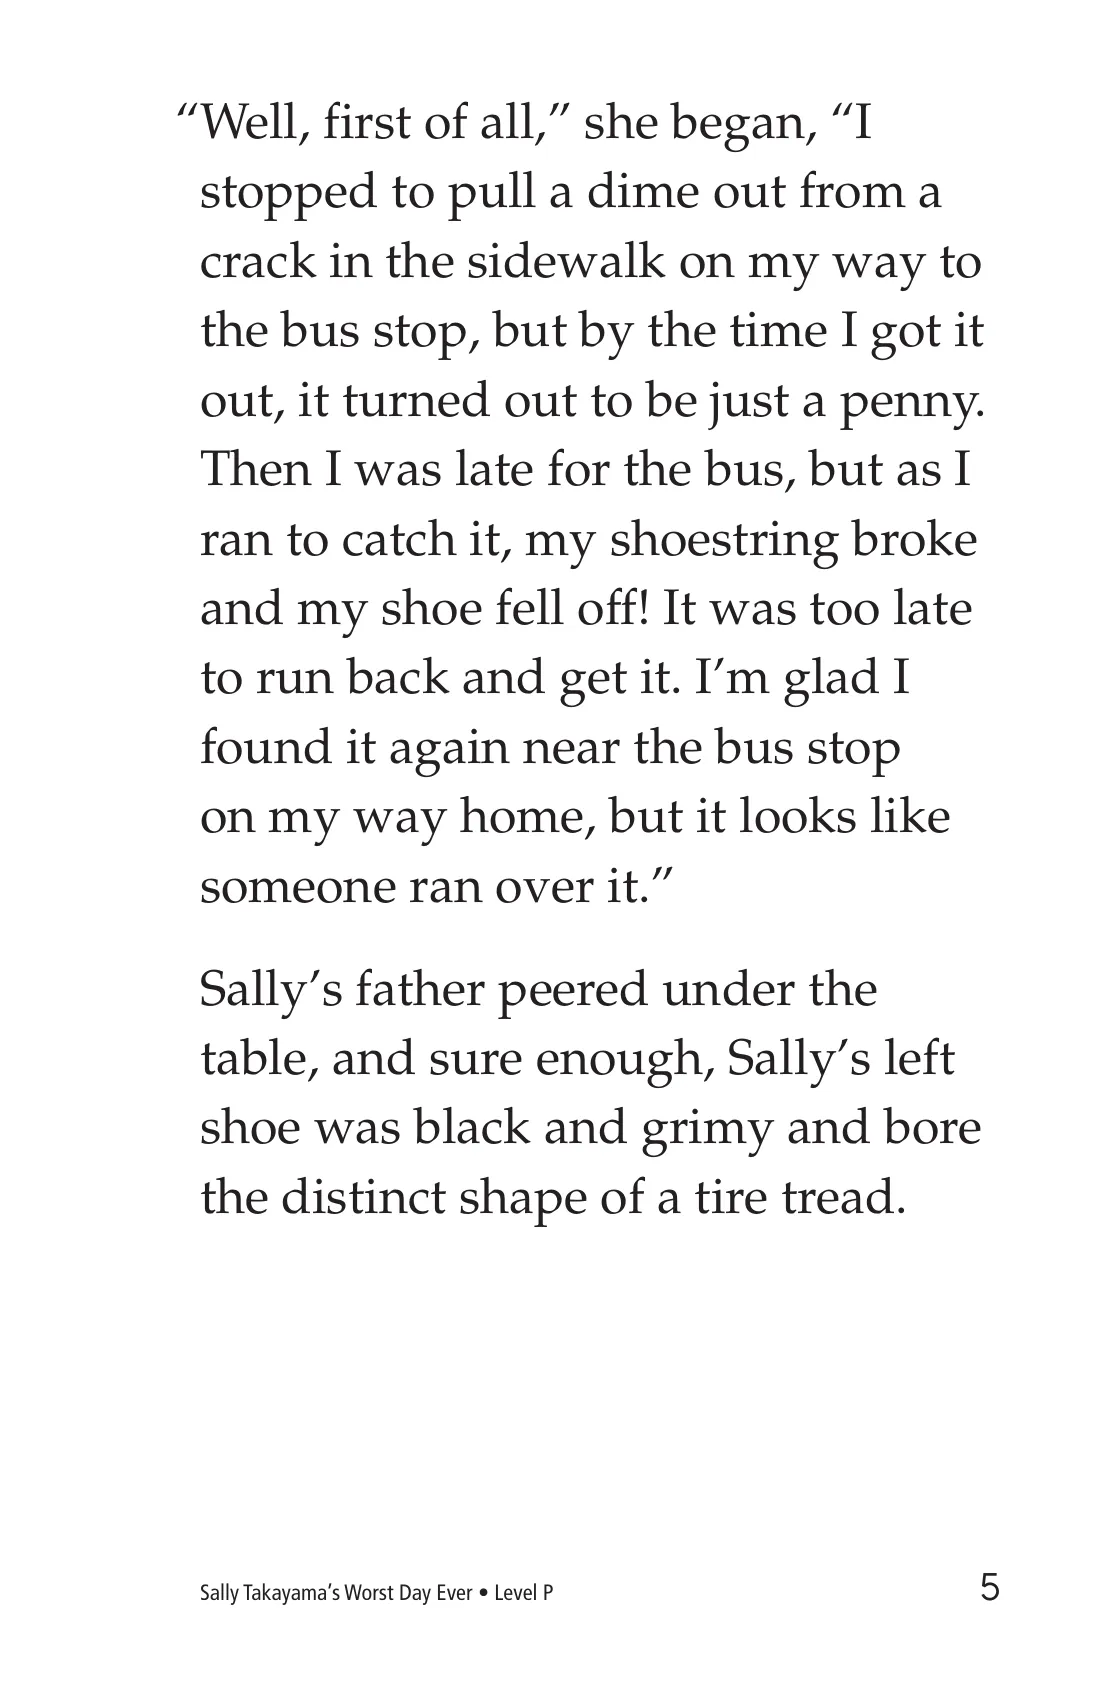 “Well, first of all,” she began, “I
stopped to pull a dime out from a
crack in the sidewalk on my way to
the bus stop, but by the time I got it
out, it turned out to be just a penny.
Then I was late for the bus, but as I
ran to catch it, my shoestring broke
and my shoe fell off! It was too late
to run back and get it. I’m glad I
found it again near the bus stop
on my way home, but it looks like
someone ran over it.”
Sally’s father peered under the
table, and sure enough, Sally’s left
shoe was black and grimy and bore
the distinct shape of a tire tread.
Sally Takayama’s Worst Day Ever • Level P 5